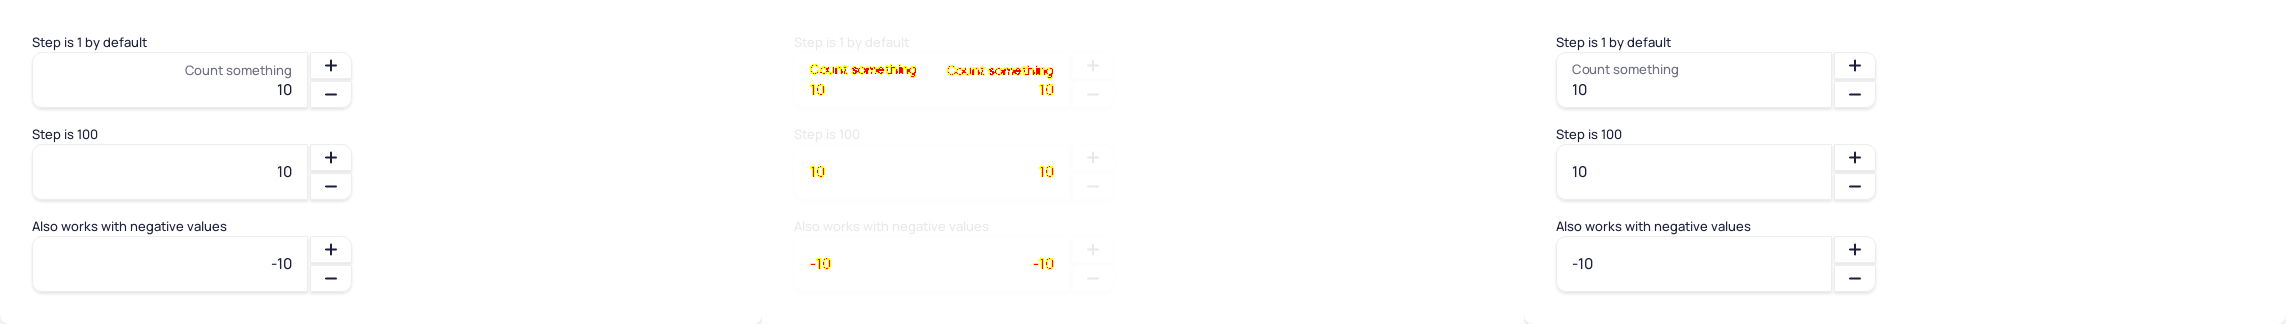 Step is 1 by default
Count something
10
Step is 100
10
Also works with negative values
-10
Step is 1 by default
Count something Count something
10 10
Step is 100
10 10
Also works with negative values
-10 -10
Step is 1 by default
Count something
10
Step is 100
10
Also works with negative values
-10